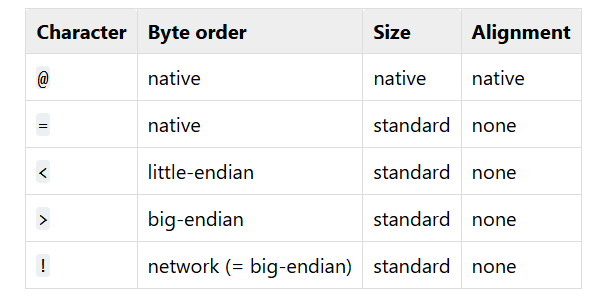 Character Byte order Size Alignment
@ native native native
= native standard none
< little-endian standard none
> big-endian standard none
! network (= big-endian) standard none